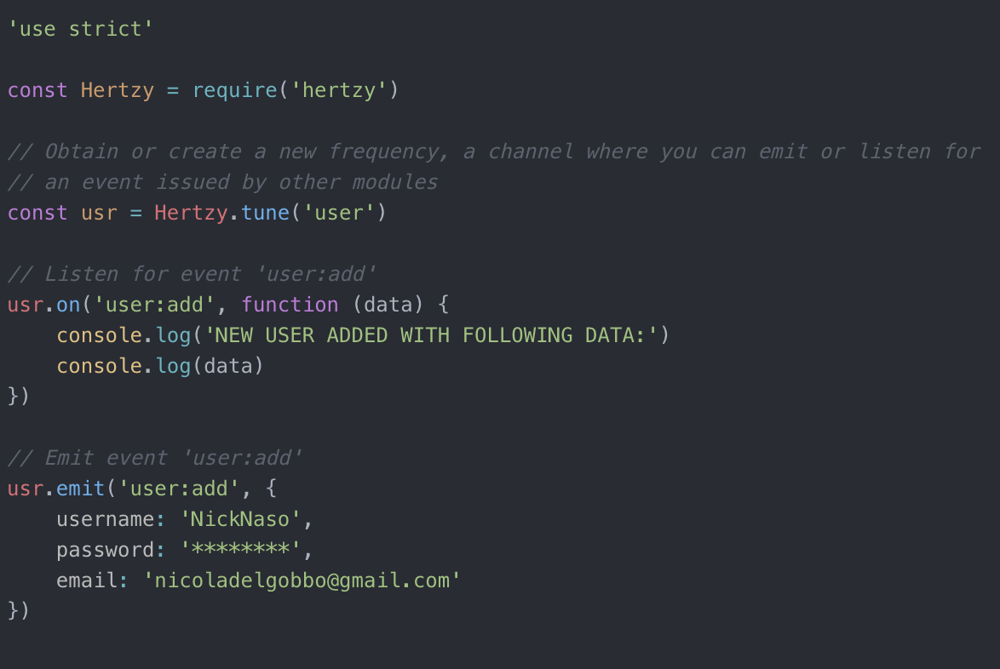 'use strict'
const Hertzy = require('hertzy')
// Obtain or create a new frequency, a channel where you can emit or listen for
// an event issued by other modules
const usr = Hertzy.tune('user')
// Listen for event 'user:add'
usr.on('user:add', function (data) {
    console.log('NEW USER ADDED WITH FOLLOWING DATA:')
    console.log(data)
})
// Emit event 'user:add'
usr.emit('user:add', {
    username: 'NickNaso',
    password: '********',
    email: 'nicoladelgobbo@gmail.com'
})